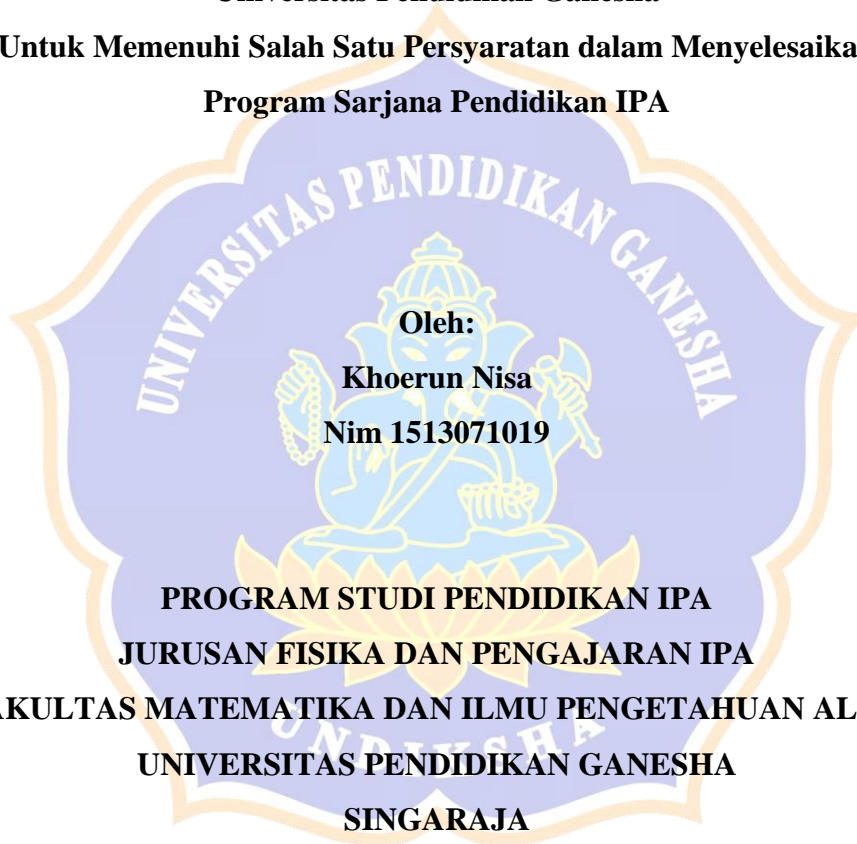 Universitas Pendidikan Ganesha
Untuk Memenuhi Salah Satu Persyaratan dalam Menyelesaika
Program Sarjana Pendidikan IPA
UNIVERSITAS PENDIDIKAN GANESHA
Oleh:
Khoerun Nisa
Nim 1513071019
PROGRAM STUDI PENDIDIKAN IPA
JURUSAN FISIKA DAN PENGAJARAN IPA
AKULTAS MATEMATIKA DAN ILMU PENGETAHUAN AL
UNDIKSHA
UNIVERSITAS PENDIDIKAN GANESHA
SINGARAJA